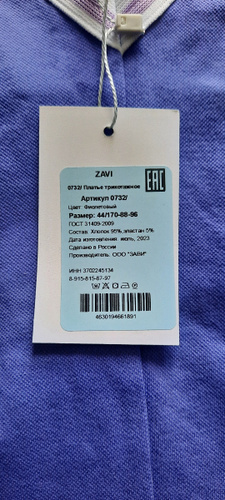 ZAVI
0732/ Платье трикотажное
Артикул 0732/
Цвет: Фиолетовый
Размер: 44/170-88-96
ГОСТ 31409-2009
Состав: Хлопок 95%,эластан 5%
Дата изготовления: июль, 2023
Сделано в России
Производитель: ООО "ЗАВИ"
ИНН 3702245134
8-915-815-87-97
4630194661891
EAC